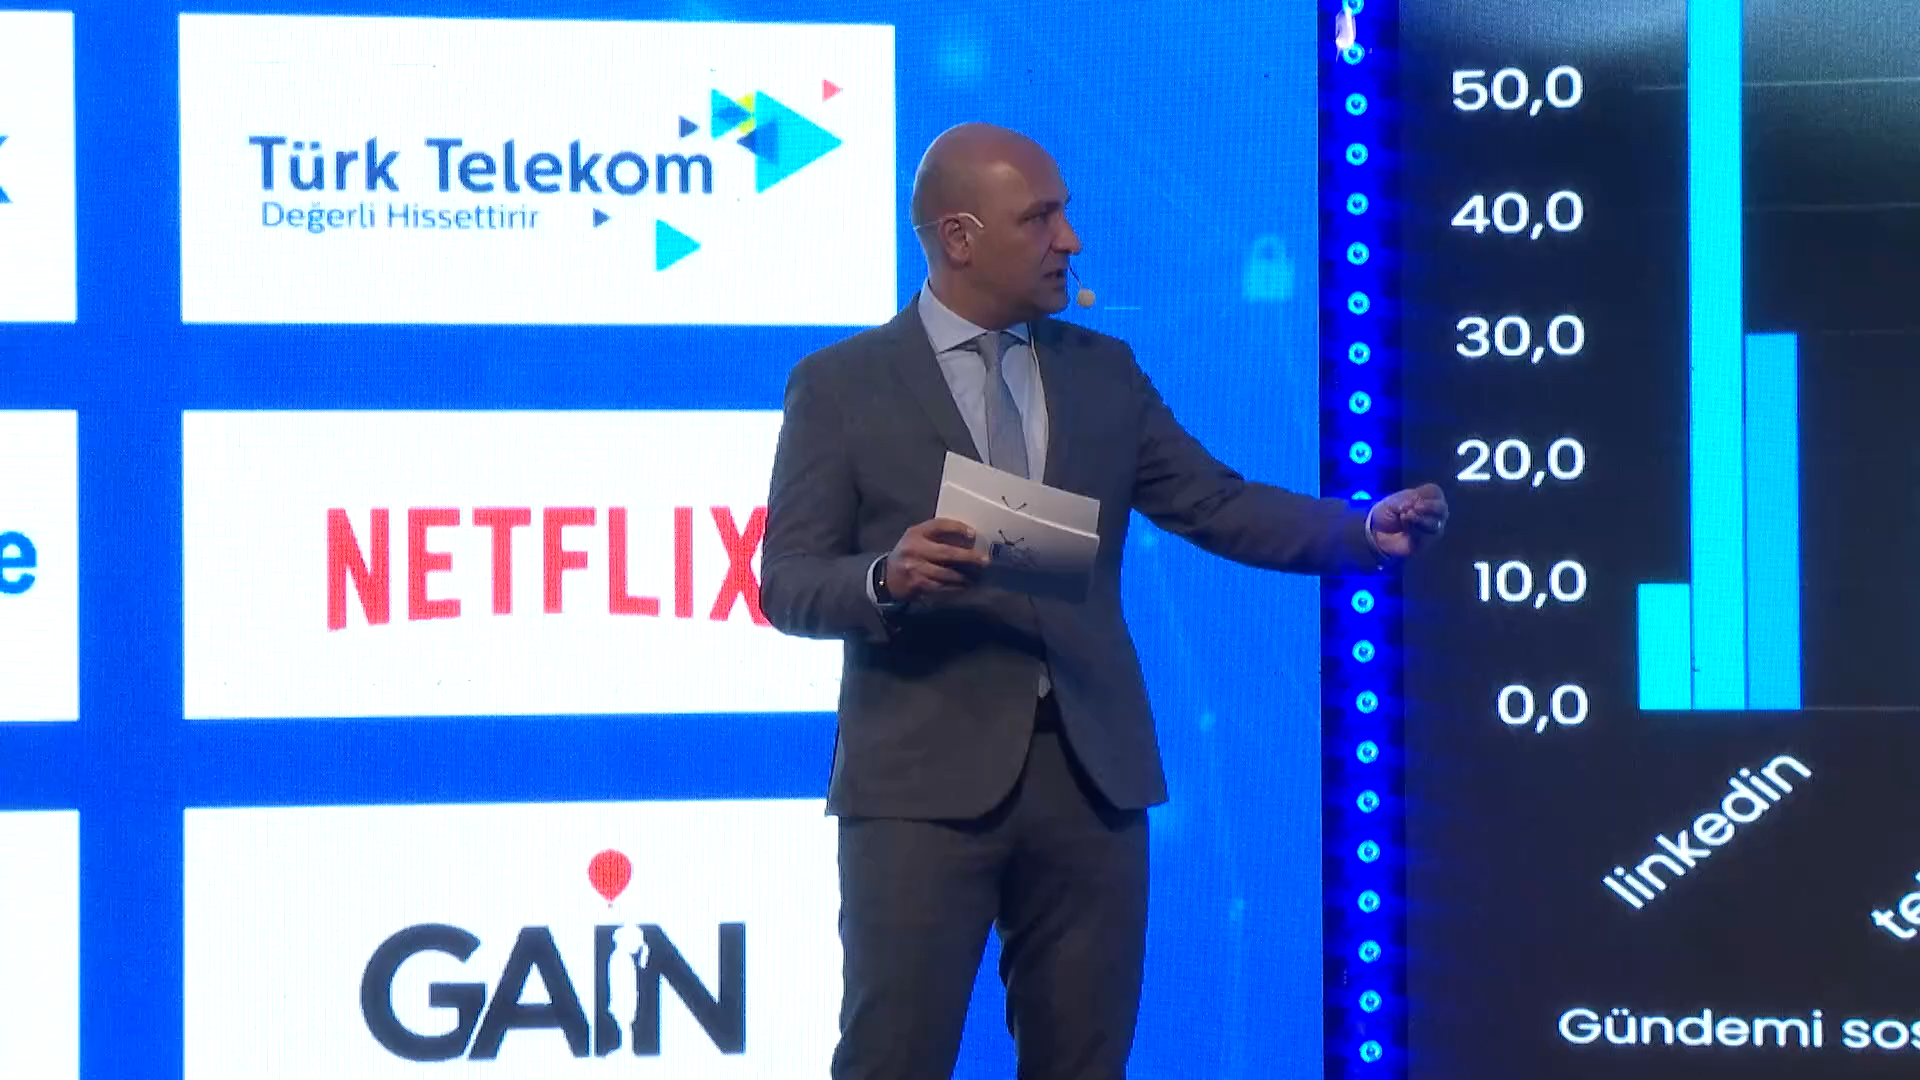 Türk Telekom
Değerli Hissettirir
NETFLIX
GAIN
50,0
40,0
30,0
20,0
10,0
0,0
linkedin
Gündemi